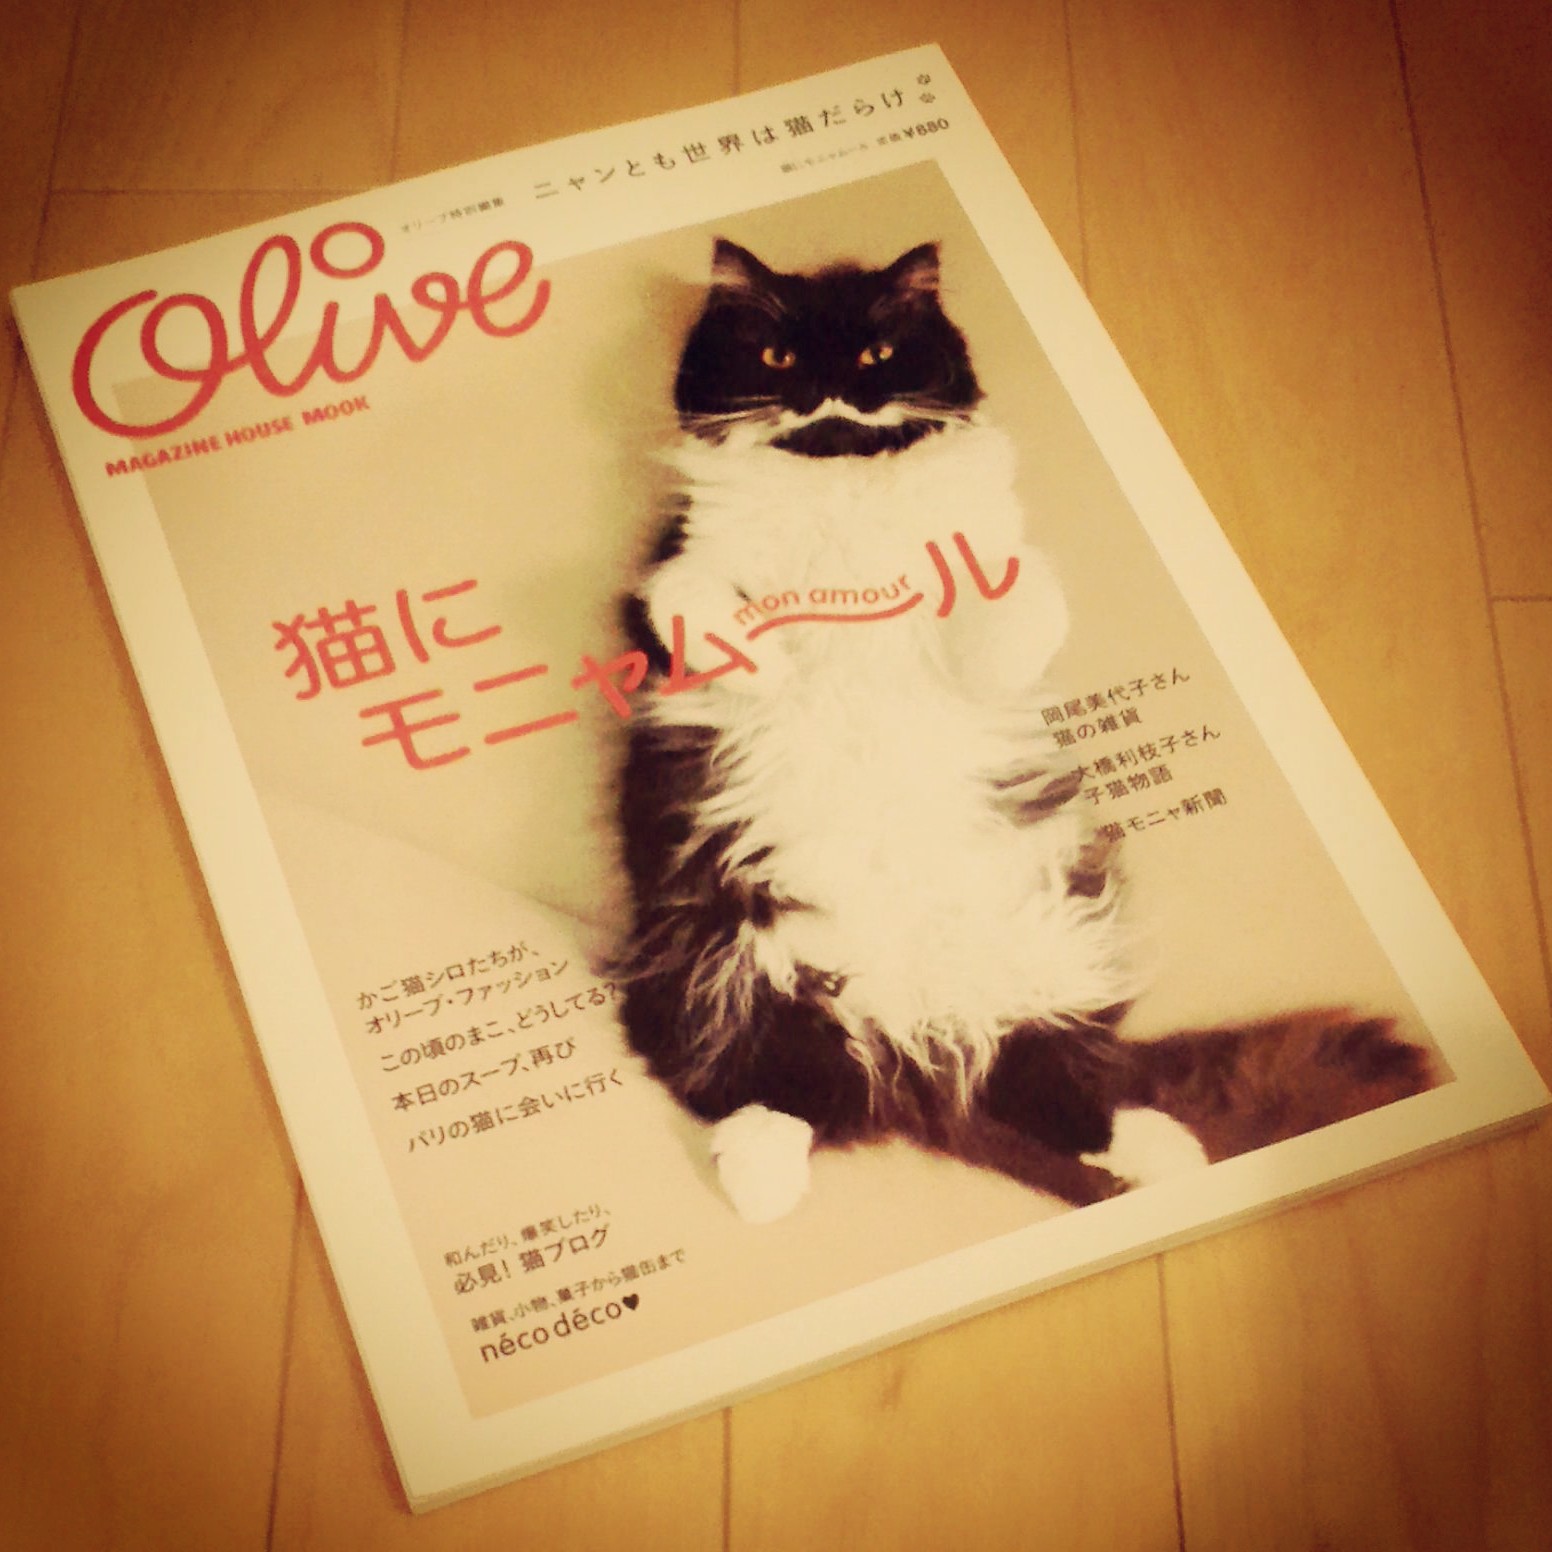 ニャンとも世界は猫だらけ
オリーブ特別編集
猫にモニャムール 定価¥880
Olive
MAGAZINE HOUSE MOOK
猫に
モニャムール
mon amour
岡尾美代子さん
猫の雑貨
大橋利枝子さん
子猫物語
猫モニャ新聞
かご猫シロたちが、
オリーブ・ファッション
この頃のまこ、どうしてる?
本日のスープ、再び
パリの猫に会いに行く
和んだり、爆笑したり、
必見! 猫ブログ
雑貨、小物、菓子から猫缶まで
néco déco♥